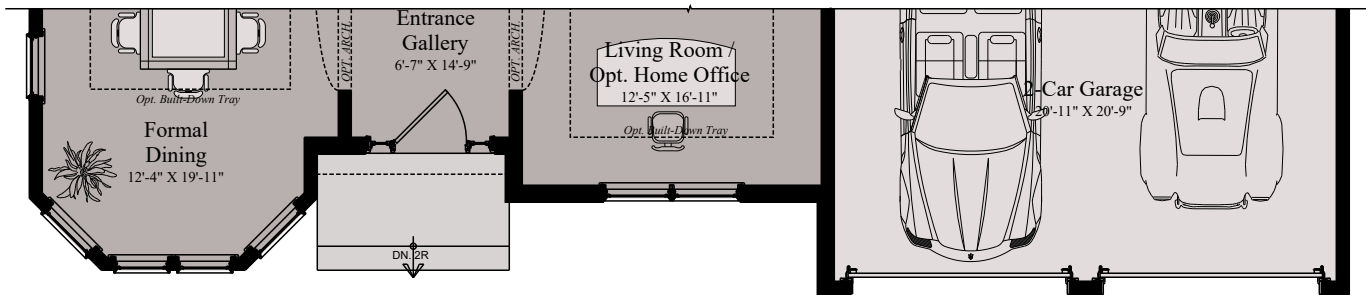 Entrance
Gallery
6'-7" X 14'-9"
OPT. ARCH.
OPT. ARCH.
Opt. Built-Down Tray
Formal
Dining
12'-4" X 19'-11"
Living Room /
Opt. Home Office
12'-5" X 16'-11"
Opt. Built-Down Tray
2-Car Garage
20'-11" X 20'-9"
DN. 2R